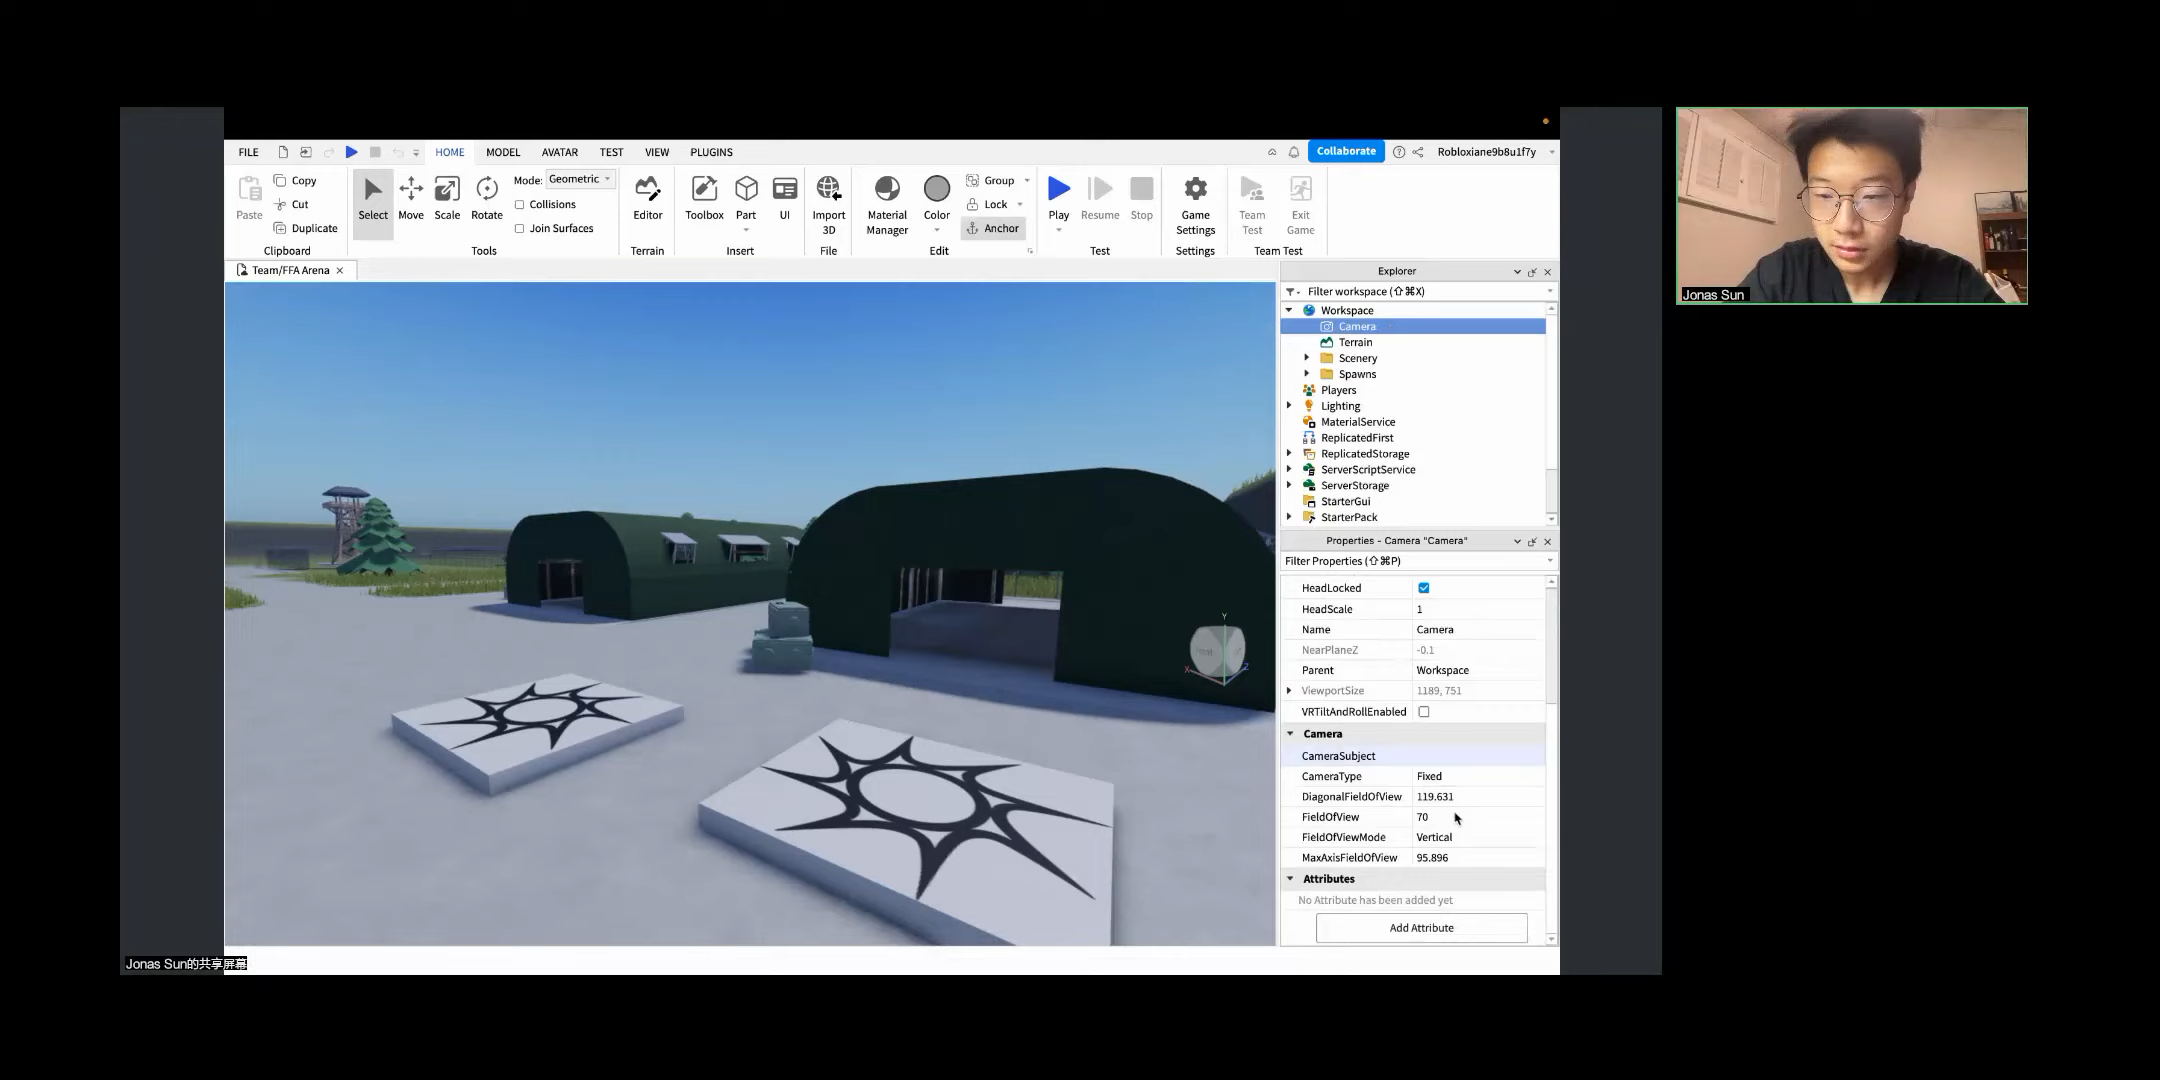 FILE HOME MODEL AVATAR TEST VIEW PLUGINS Collaborate Robloxiane9b8u1f7y
Paste Copy Cut Duplicate Clipboard
Select Move Scale Rotate Mode: Geometric Collisions Join Surfaces Tools
Editor Terrain
Toolbox Part UI Insert
Import 3D File
Material Manager Color Group Lock Anchor Edit
Play Resume Stop Test
Game Settings Settings
Team Test Exit Game Team Test
Team/FFA Arena
Explorer
Filter workspace (⇧⌘X)
Workspace
Camera
Terrain
Scenery
Spawns
Players
Lighting
MaterialService
ReplicatedFirst
ReplicatedStorage
ServerScriptService
ServerStorage
StarterGui
StarterPack
Properties - Camera "Camera"
Filter Properties (⇧⌘P)
HeadLocked
HeadScale 1
Name Camera
NearPlaneZ -0.1
Parent Workspace
ViewportSize 1189, 751
VRTiltAndRollEnabled
Camera
CameraSubject
CameraType Fixed
DiagonalFieldOfView 119.631
FieldOfView 70
FieldOfViewMode Vertical
MaxAxisFieldOfView 95.896
Attributes
No Attribute has been added yet
Add Attribute
Y
X
Z
Jonas Sun
Jonas Sun的共享屏幕